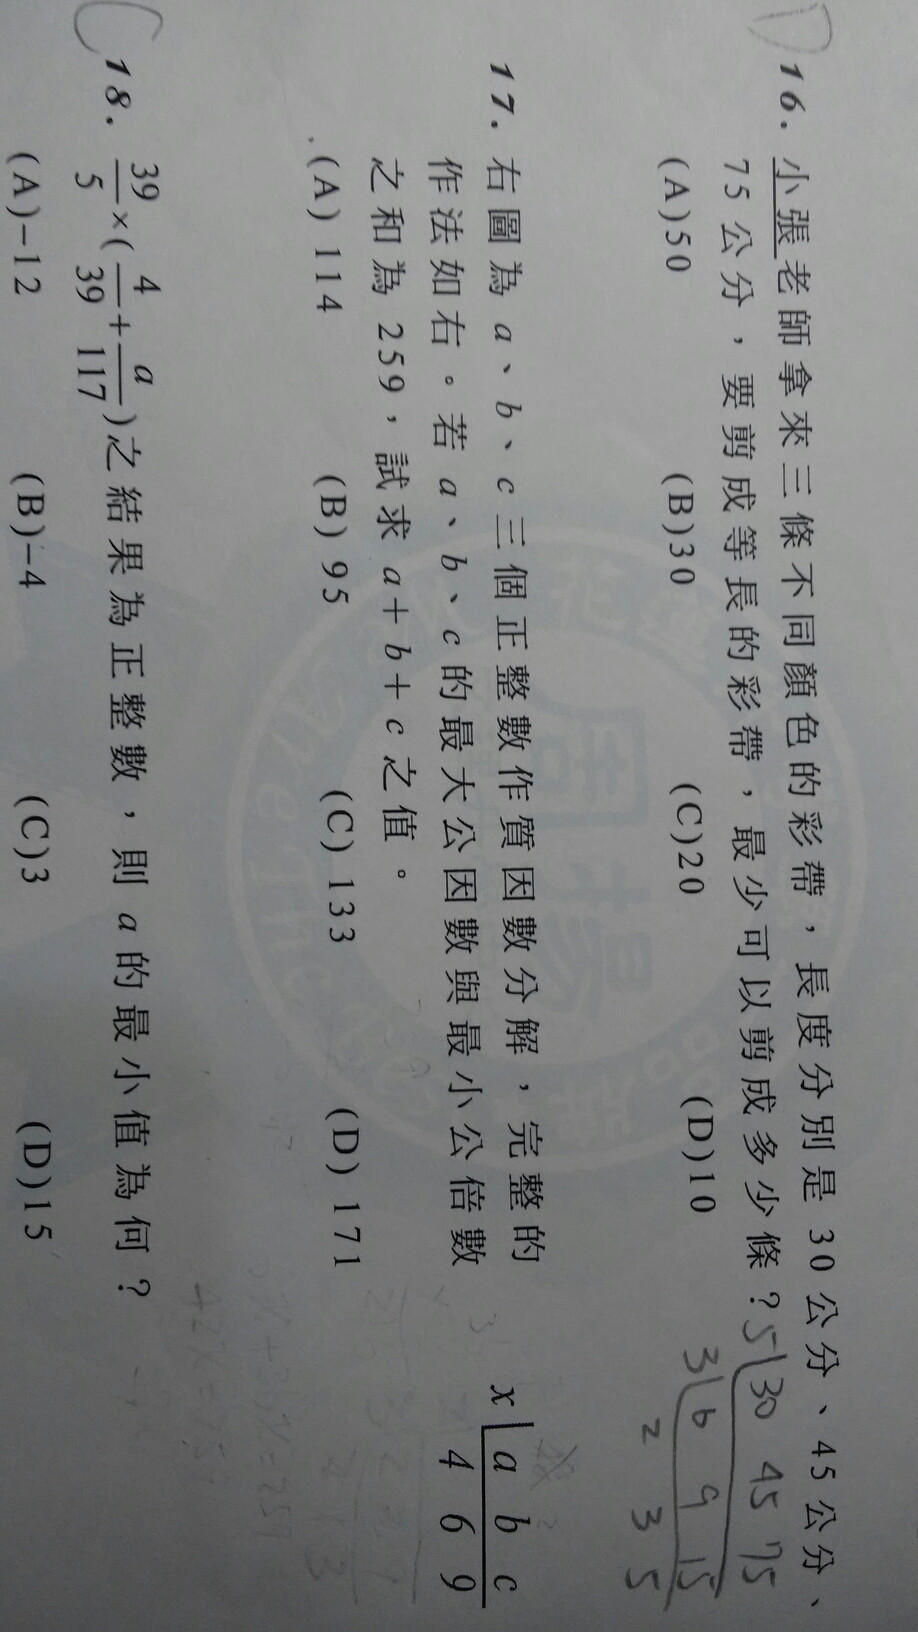 16. 小張老師拿來三條不同顏色的彩帶，長度分別是 30 公分、45 公分、
75 公分，要剪成等長的彩帶，最少可以剪成多少條？
(A)50 (B)30 (C)20 (D)10
5 30 45 75
3 6 9 15
2 3 5
17. 右圖為 a、b、c 三個正整數作質因數分解，完整的
作法如右。若 a、b、c 的最大公因數與最小公倍數
之和為 259，試求 a＋b＋c 之值。
(A) 114 (B) 95 (C) 133 (D) 171
x a b c
4 6 9
18. 39/5 ×( 4/39 + a/117 )之結果為正整數，則 a 的最小值為何？
(A)−12 (B)−4 (C)3 (D)15